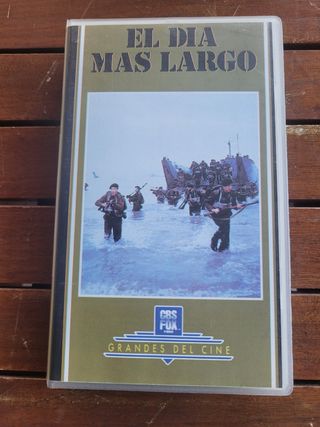 EL DIA
MAS LARGO
CBS
FOX
GRANDES DEL CINE